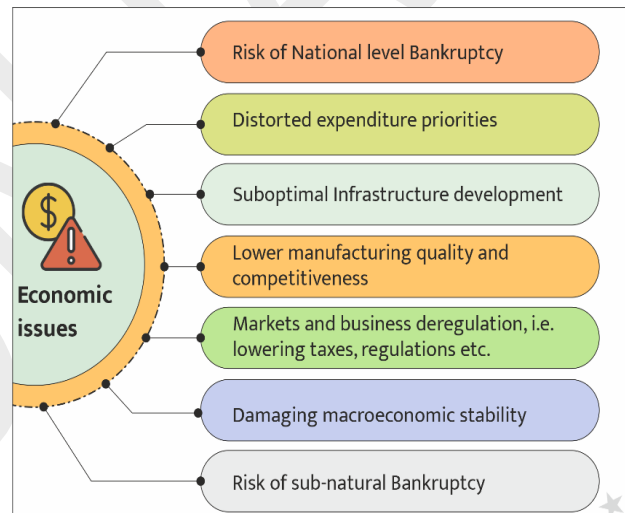 Risk of National level Bankruptcy
Distorted expenditure priorities
Suboptimal Infrastructure development
Lower manufacturing quality and
competitiveness
Economic
issues
Markets and business deregulation, i.e.
lowering taxes, regulations etc.
Damaging macroeconomic stability
Risk of sub-natural Bankruptcy